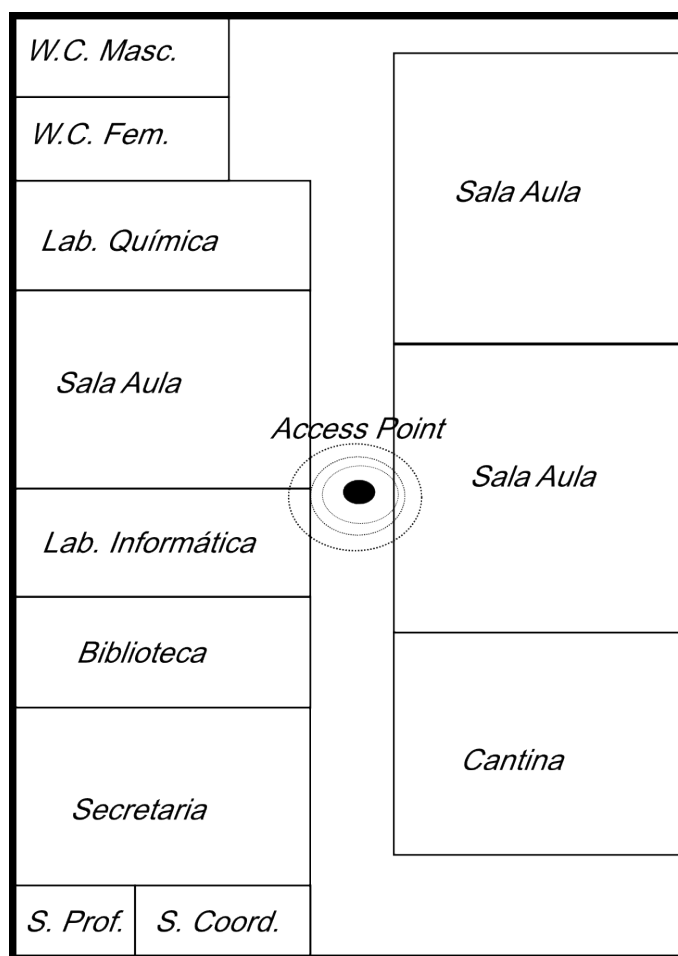 W.C. Masc.
W.C. Fem.
Sala Aula
Lab. Química
Sala Aula
Access Point
Sala Aula
Lab. Informática
Biblioteca
Cantina
Secretaria
S. Prof.
S. Coord.